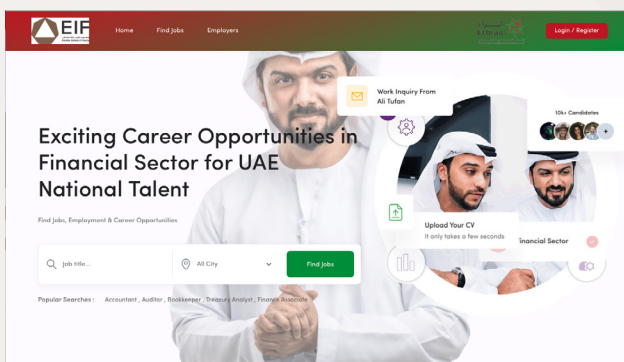 EIF
Home
Find Jobs
Employers
Login / Register
Work Inquiry From
Ali Tufan
10k+ Candidates
Exciting Career Opportunities in
Financial Sector for UAE
National Talent
Find Jobs, Employment & Career Opportunities
Upload Your CV
It only takes a few seconds
inancial Sector
Job title...
All City
Find Jobs
Popular Searches : Accountant , Auditor , Bookkeeper , Treasury Analyst , Finance Associate